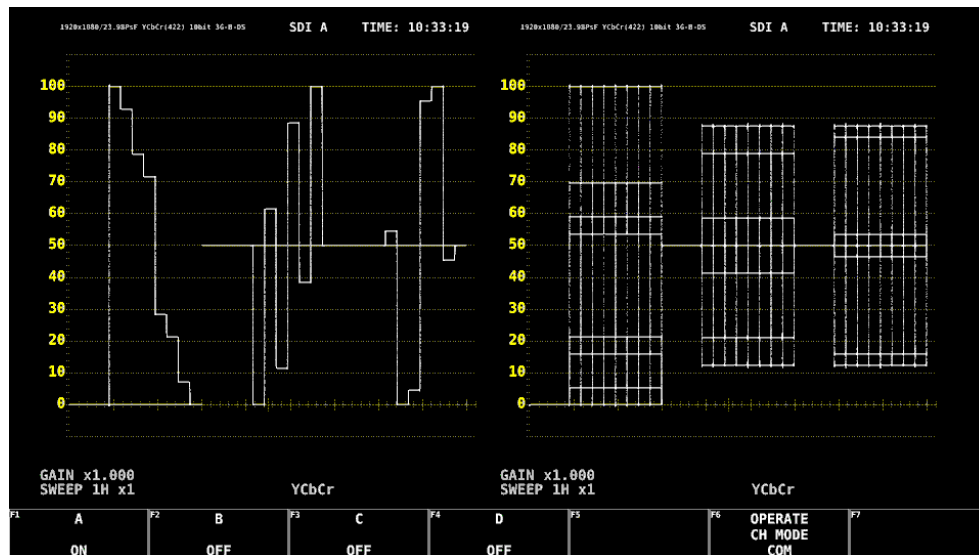 1920x1080/23.98PsF YCbCr(422) 10bit 3G-B-DS SDI A TIME: 10:33:19
1920x1080/23.98PsF YCbCr(422) 10bit 3G-B-DS SDI A TIME: 10:33:19
100
90
80
70
60
50
40
30
20
10
0
100
90
80
70
60
50
40
30
20
10
0
GAIN x1.000
SWEEP 1H x1 YCbCr
GAIN x1.000
SWEEP 1H x1 YCbCr
F1 A ON
F2 B OFF
F3 C OFF
F4 D OFF
F5
F6 OPERATE
CH MODE
COM
F7